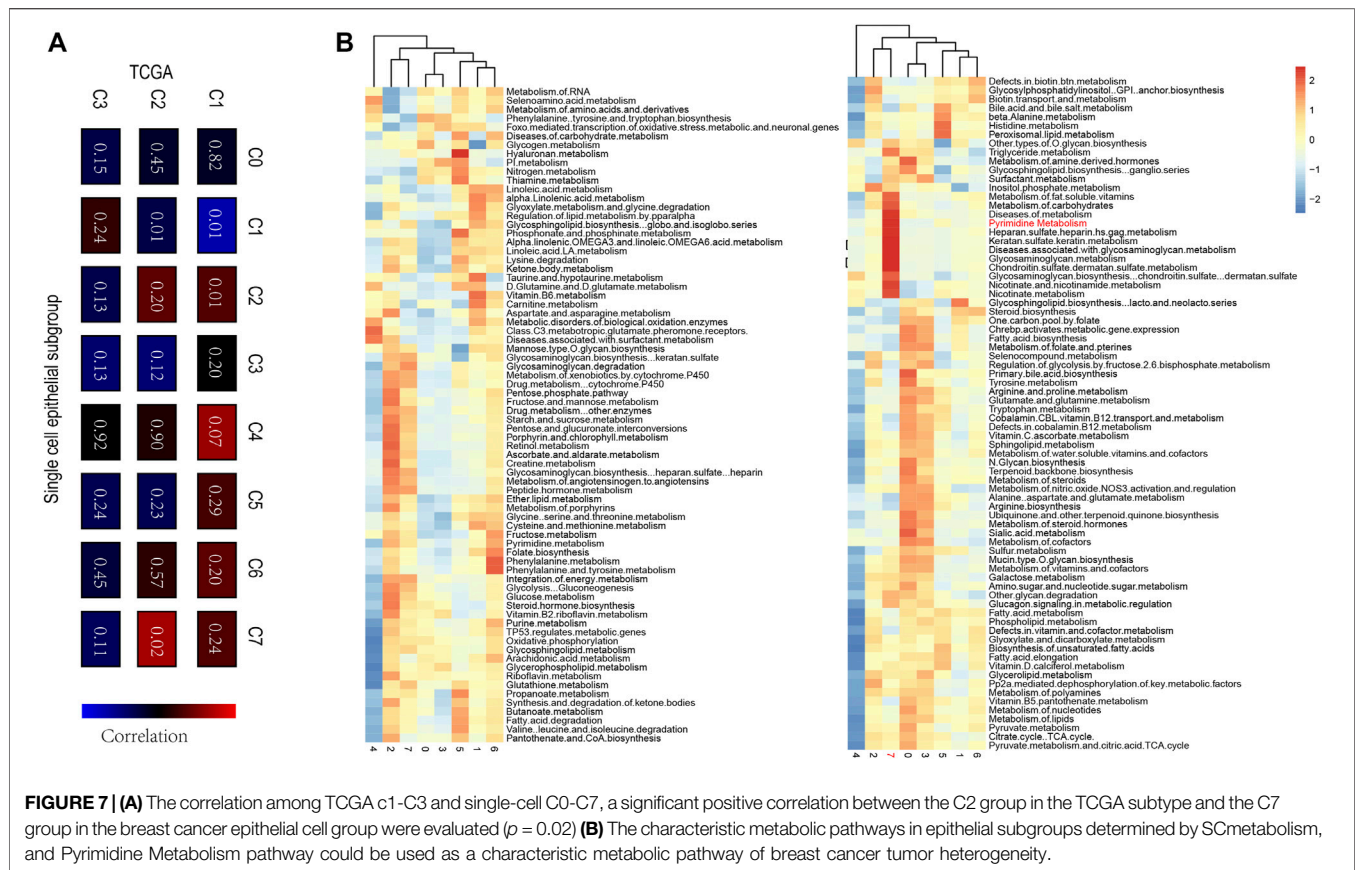 A
TCGA
C3
C2
C1
Single cell epithelial subgroup
0.15
0.45
0.82
C0
0.24
0.01
0.01
C1
0.13
0.20
0.01
C2
0.13
0.12
0.20
C3
0.92
0.90
0.07
C4
0.24
0.23
0.29
C5
0.45
0.57
0.20
C6
0.11
0.02
0.24
C7
Correlation
B
Metabolism.of.RNA
Selenoamino.acid.metabolism
Metabolism.of.amino.acids.and.derivatives
Phenylalanine..tyrosine.and.tryptophan.biosynthesis
Foxo.mediated.transcription.of.oxidative.stress.metabolic.and.neuronal.genes
Diseases.of.carbohydrate.metabolism
Glycogen.metabolism
Hyaluronan.metabolism
PI.metabolism
Nitrogen.metabolism
Thiamine.metabolism
Linoleic.acid.metabolism
alpha.Linolenic.acid.metabolism
Glyoxylate.metabolism.and.glycine.degradation
Regulation.of.lipid.metabolism.by.pparalpha
Glycosphingolipid.biosynthesis...globo.and.isoglobo.series
Phosphonate.and.phosphinate.metabolism
Alpha.linolenic.OMEGA3.and.linoleic.OMEGA6.acid.metabolism
Linoleic.acid.LA.metabolism
Lysine.degradation
Ketone.body.metabolism
Taurine.and.hypotaurine.metabolism
D.Glutamine.and.D.glutamate.metabolism
Vitamin.B6.metabolism
Carnitine.metabolism
Aspartate.and.asparagine.metabolism
Metabolic.disorders.of.biological.oxidation.enzymes
Class.C3.metabotropic.glutamate.pheromone.receptors.
Diseases.associated.with.surfactant.metabolism
Mannose.type.O.glycan.biosynthesis
Glycosaminoglycan.biosynthesis...keratan.sulfate
Glycosaminoglycan.degradation
Metabolism.of.xenobiotics.by.cytochrome.P450
Drug.metabolism...cytochrome.P450
Pentose.phosphate.pathway
Fructose.and.mannose.metabolism
Drug.metabolism...other.enzymes
Starch.and.sucrose.metabolism
Pentose.and.glucuronate.interconversions
Porphyrin.and.chlorophyll.metabolism
Retinol.metabolism
Ascorbate.and.aldarate.metabolism
Creatine.metabolism
Glycosaminoglycan.biosynthesis...heparan.sulfate...heparin
Metabolism.of.angiotensinogen.to.angiotensins
Peptide.hormone.metabolism
Ether.lipid.metabolism
Metabolism.of.porphyrins
Glycine..serine.and.threonine.metabolism
Cysteine.and.methionine.metabolism
Fructose.metabolism
Pyrimidine.metabolism
Folate.biosynthesis
Phenylalanine.metabolism
Phenylalanine.and.tyrosine.metabolism
Integration.of.energy.metabolism
Glycolysis...Gluconeogenesis
Glucose.metabolism
Steroid.hormone.biosynthesis
Vitamin.B2.riboflavin.metabolism
Purine.metabolism
TP53.regulates.metabolic.genes
Oxidative.phosphorylation
Glycosphingolipid.metabolism
Arachidonic.acid.metabolism
Glycerophospholipid.metabolism
Riboflavin.metabolism
Glutathione.metabolism
Propanoate.metabolism
Synthesis.and.degradation.of.ketone.bodies
Butanoate.metabolism
Fatty.acid.degradation
Valine..leucine.and.isoleucine.degradation
Pantothenate.and.CoA.biosynthesis
4 2 7 0 3 5 1 6
Defects.in.biotin.btn.metabolism
Glycosylphosphatidylinositol..GPI..anchor.biosynthesis
Biotin.transport.and.metabolism
Bile.acid.and.bile.salt.metabolism
beta.Alanine.metabolism
Histidine.metabolism
Peroxisomal.lipid.metabolism
Other.types.of.O.glycan.biosynthesis
Triglyceride.metabolism
Metabolism.of.amine.derived.hormones
Glycosphingolipid.biosynthesis...ganglio.series
Surfactant.metabolism
Inositol.phosphate.metabolism
Metabolism.of.fat.soluble.vitamins
Metabolism.of.carbohydrates
Diseases.of.metabolism
Pyrimidine Metabolism
Heparan.sulfate.heparin.hs.gag.metabolism
Keratan.sulfate.keratin.metabolism
Diseases.associated.with.glycosaminoglycan.metabolism
Glycosaminoglycan.metabolism
Chondroitin.sulfate.dermatan.sulfate.metabolism
Glycosaminoglycan.biosynthesis...chondroitin.sulfate...dermatan.sulfate
Nicotinate.and.nicotinamide.metabolism
Nicotinate.metabolism
Glycosphingolipid.biosynthesis...lacto.and.neolacto.series
Steroid.biosynthesis
One.carbon.pool.by.folate
Chrebp.activates.metabolic.gene.expression
Fatty.acid.biosynthesis
Metabolism.of.folate.and.pterines
Selenocompound.metabolism
Regulation.of.glycolysis.by.fructose.2.6.bisphosphate.metabolism
Primary.bile.acid.biosynthesis
Tyrosine.metabolism
Arginine.and.proline.metabolism
Glutamate.and.glutamine.metabolism
Tryptophan.metabolism
Cobalamin.CBL.vitamin.B12.transport.and.metabolism
Defects.in.cobalamin.B12.metabolism
Vitamin.C.ascorbate.metabolism
Sphingolipid.metabolism
Metabolism.of.water.soluble.vitamins.and.cofactors
N.Glycan.biosynthesis
Terpenoid.backbone.biosynthesis
Metabolism.of.steroids
Metabolism.of.nitric.oxide.NOS3.activation.and.regulation
Alanine..aspartate.and.glutamate.metabolism
Arginine.biosynthesis
Ubiquinone.and.other.terpenoid.quinone.biosynthesis
Metabolism.of.steroid.hormones
Sialic.acid.metabolism
Metabolism.of.cofactors
Sulfur.metabolism
Mucin.type.O.glycan.biosynthesis
Metabolism.of.vitamins.and.cofactors
Galactose.metabolism
Amino.sugar.and.nucleotide.sugar.metabolism
Other.glycan.degradation
Glucagon.signaling.in.metabolic.regulation
Fatty.acid.metabolism
Phospholipid.metabolism
Defects.in.vitamin.and.cofactor.metabolism
Glyoxylate.and.dicarboxylate.metabolism
Biosynthesis.of.unsaturated.fatty.acids
Fatty.acid.elongation
Vitamin.D.calciferol.metabolism
Glycerolipid.metabolism
Pp2a.mediated.dephosphorylation.of.key.metabolic.factors
Metabolism.of.polyamines
Vitamin.B5.pantothenate.metabolism
Metabolism.of.nucleotides
Metabolism.of.lipids
Pyruvate.metabolism
Citrate.cycle..TCA.cycle.
Pyruvate.metabolism.and.citric.acid.TCA.cycle
4 2 7 0 3 5 1 6
2
1
0
−1
−2
FIGURE 7 | (A) The correlation among TCGA c1-C3 and single-cell C0-C7, a significant positive correlation between the C2 group in the TCGA subtype and the C7
group in the breast cancer epithelial cell group were evaluated (p = 0.02) (B) The characteristic metabolic pathways in epithelial subgroups determined by SCmetabolism,
and Pyrimidine Metabolism pathway could be used as a characteristic metabolic pathway of breast cancer tumor heterogeneity.